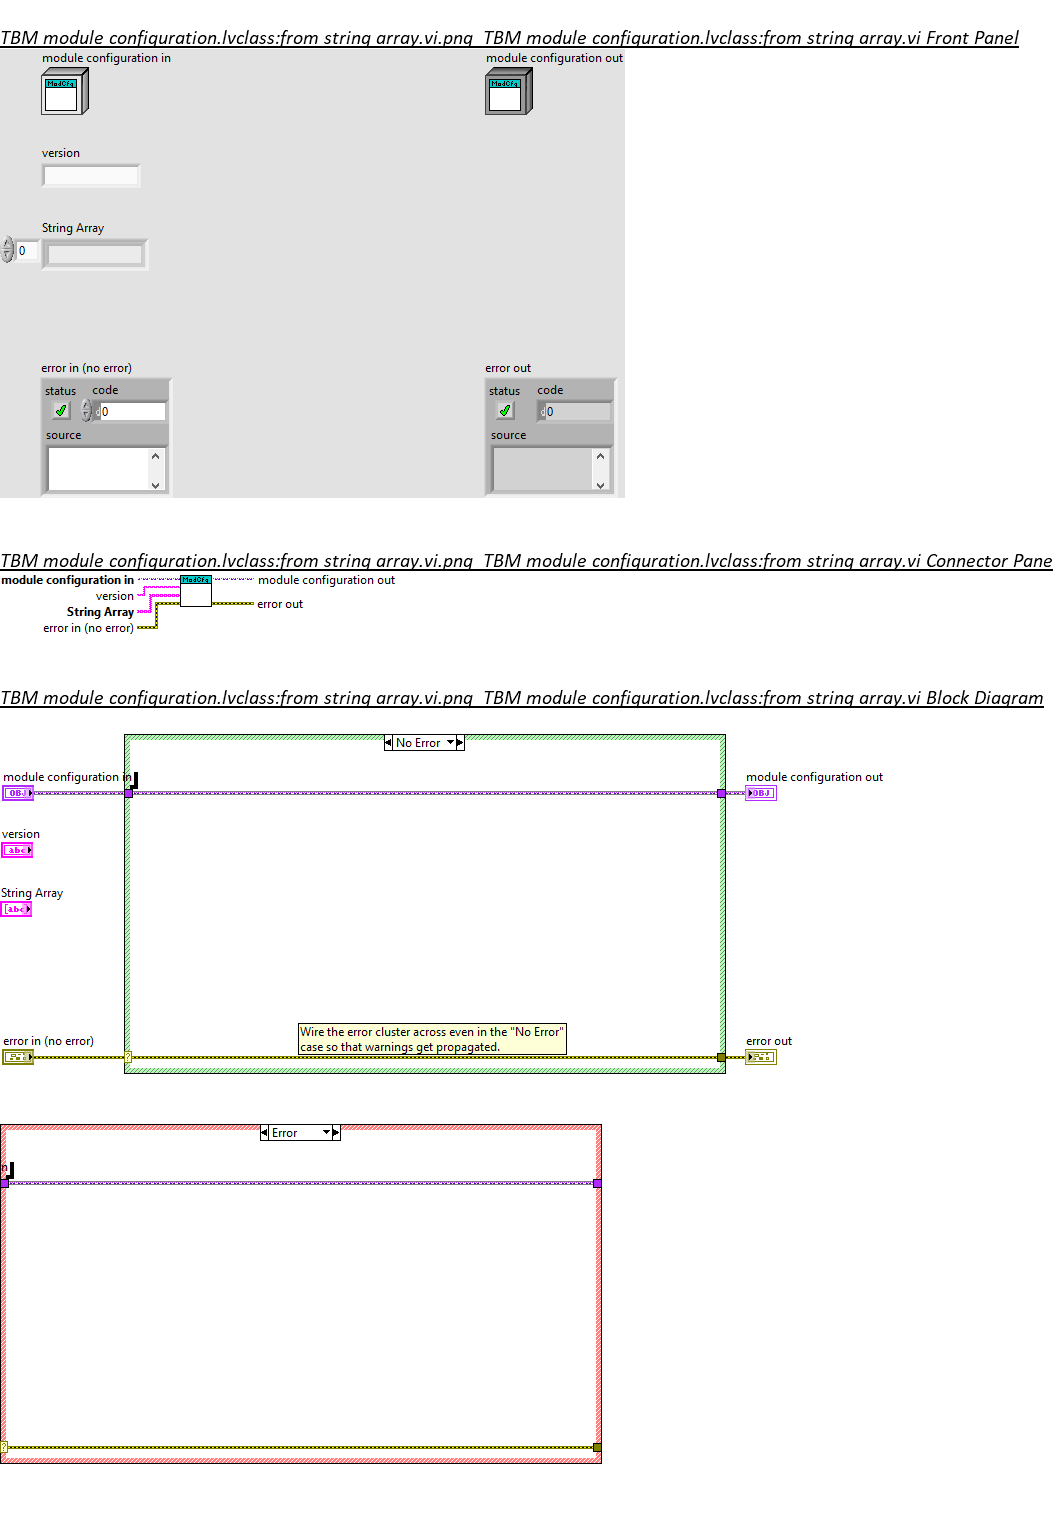 TBM module configuration.lvclass:from string array.vi.png  TBM module configuration.lvclass:from string array.vi Front Panel
module configuration in
module configuration out
ModCfg
ModCfg
version
String Array
0
error in (no error)
error out
status code
status code
d0
d0
source
source
TBM module configuration.lvclass:from string array.vi.png  TBM module configuration.lvclass:from string array.vi Connector Pane
module configuration in
ModCfg
module configuration out
version
String Array
error out
error in (no error)
TBM module configuration.lvclass:from string array.vi.png  TBM module configuration.lvclass:from string array.vi Block Diagram
No Error
module configuration in
module configuration out
OBJ
OBJ
version
abc
String Array
[abc]
Wire the error cluster across even in the "No Error"
case so that warnings get propagated.
error in (no error)
error out
?
Error
n
?